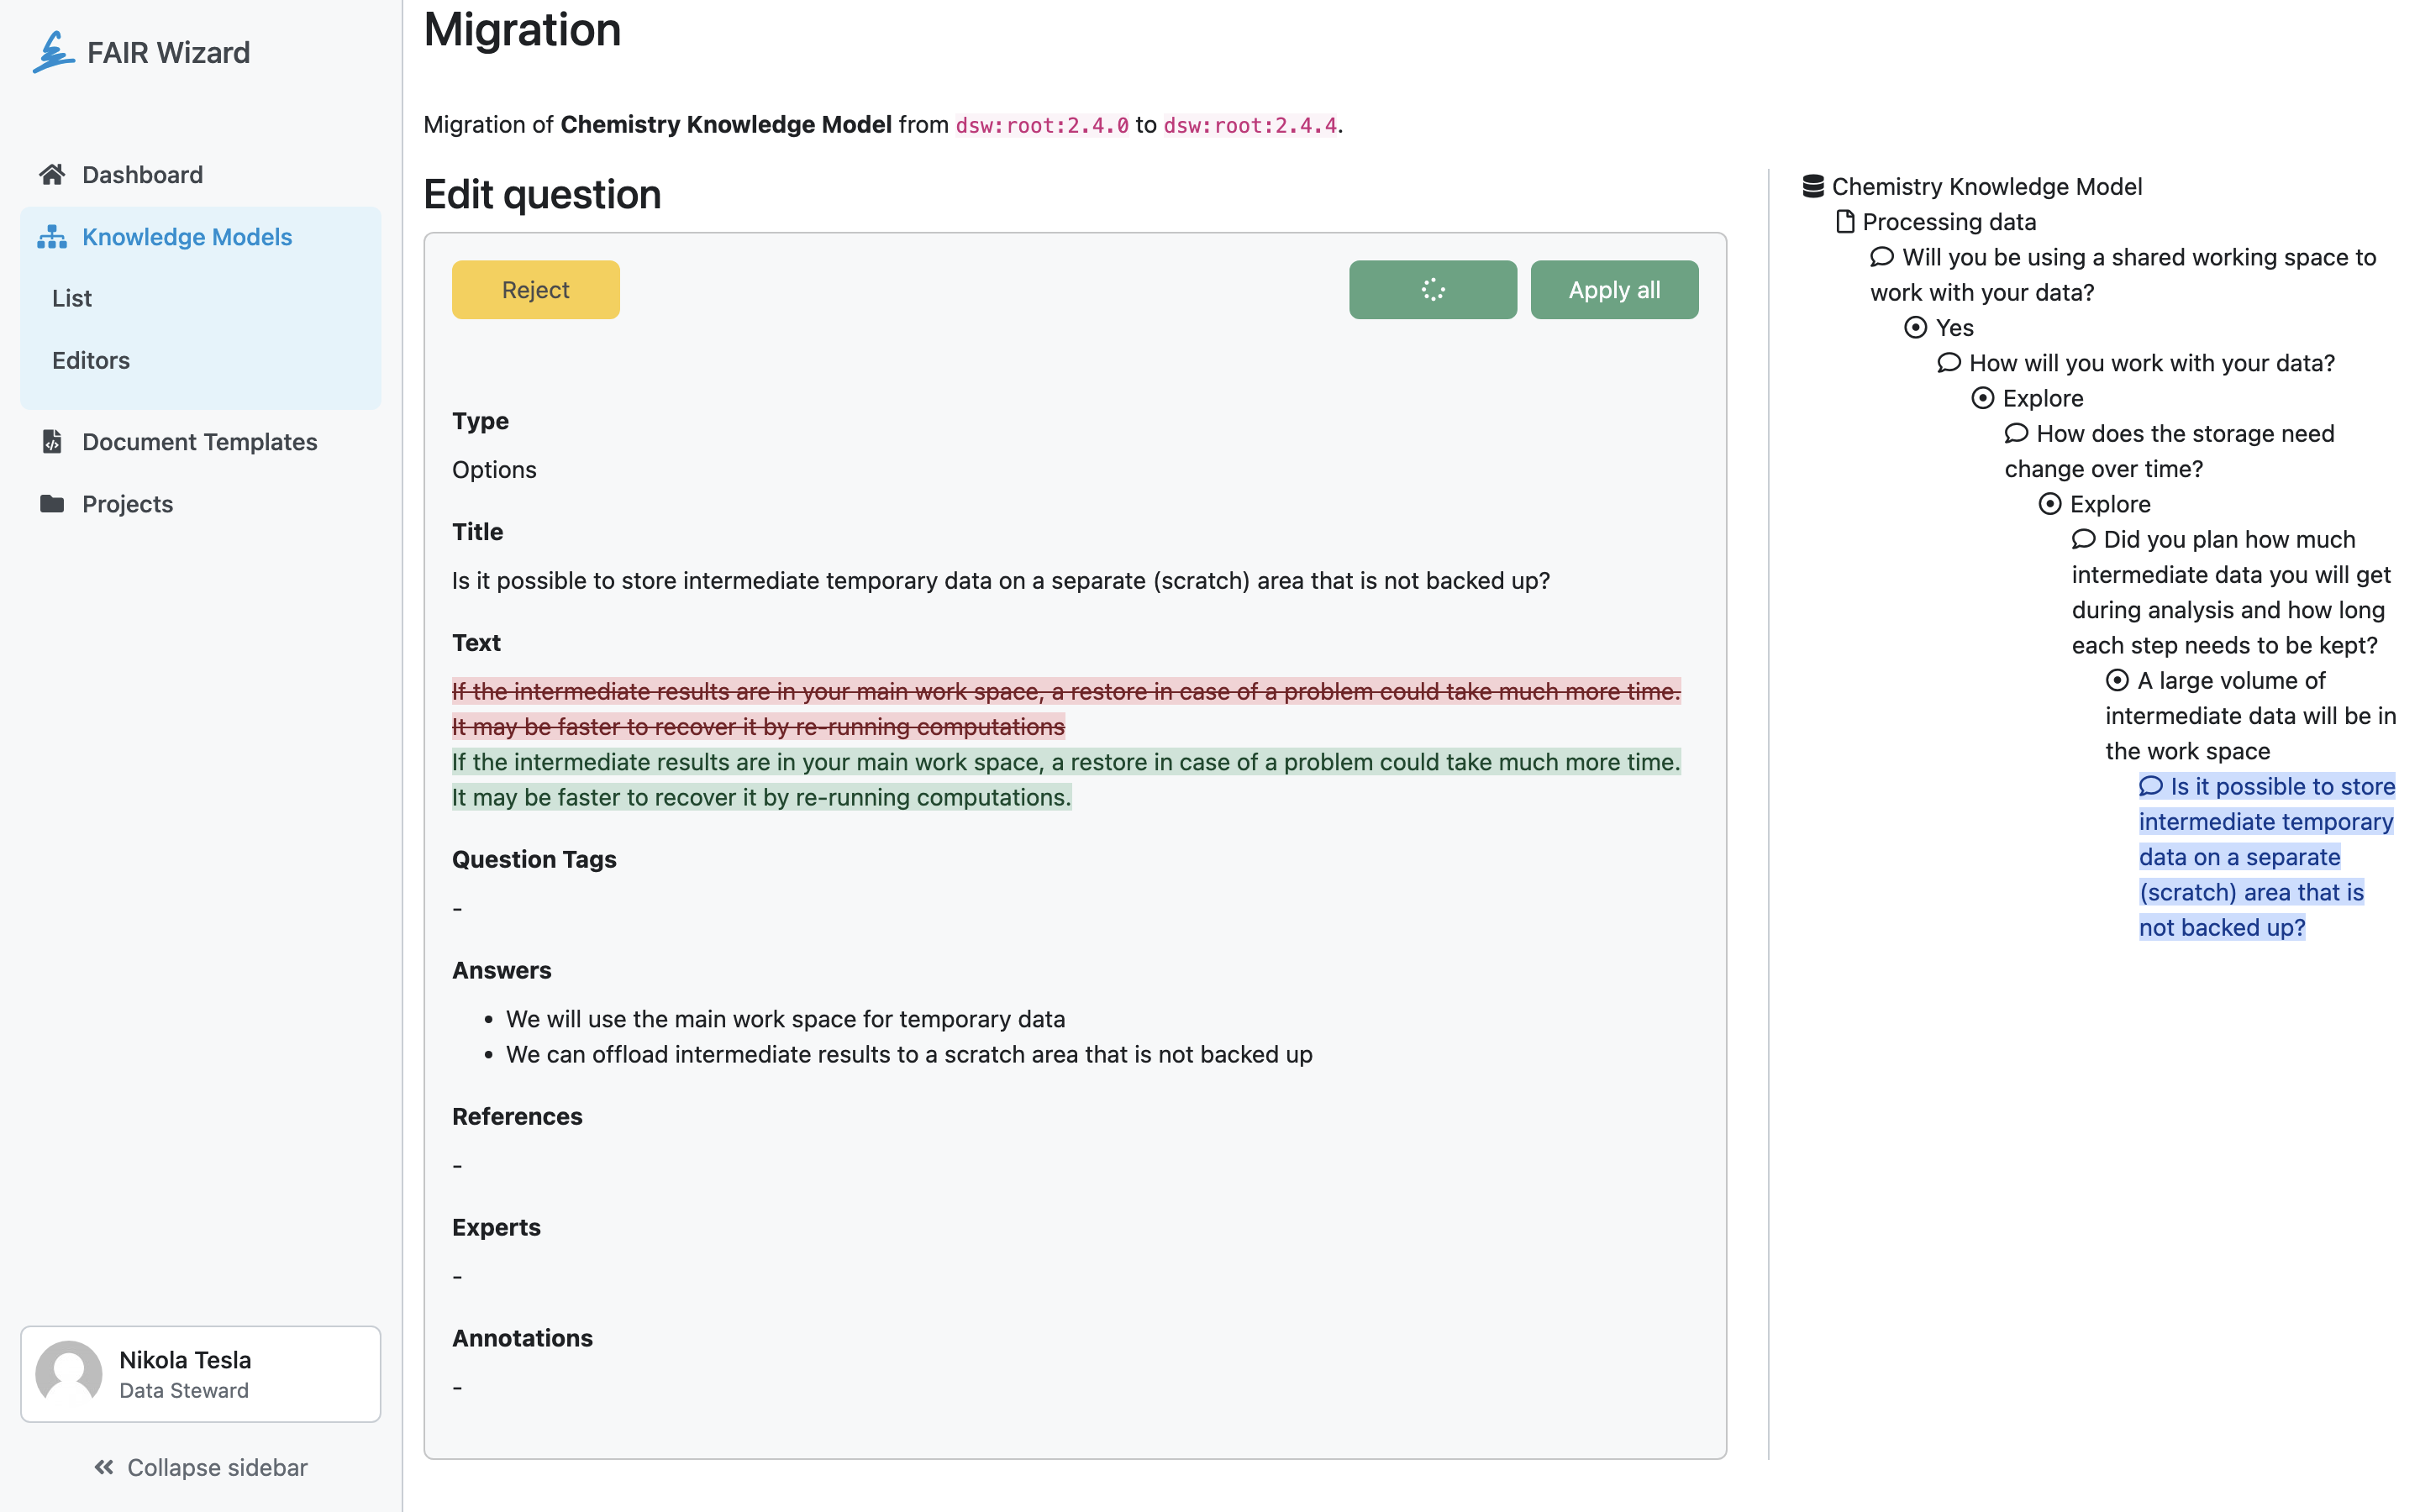 FAIR Wizard
Dashboard
Knowledge Models
List
Editors
Document Templates
Projects
Nikola Tesla
Data Steward
Collapse sidebar
Migration
Migration of Chemistry Knowledge Model from dsw:root:2.4.0 to dsw:root:2.4.4.
Edit question
Reject
Apply all
Type
Options
Title
Is it possible to store intermediate temporary data on a separate (scratch) area that is not backed up?
Text
If the intermediate results are in your main work space, a restore in case of a problem could take much more time.
It may be faster to recover it by re-running computations
If the intermediate results are in your main work space, a restore in case of a problem could take much more time.
It may be faster to recover it by re-running computations.
Question Tags
-
Answers
• We will use the main work space for temporary data
• We can offload intermediate results to a scratch area that is not backed up
References
-
Experts
-
Annotations
-
Chemistry Knowledge Model
Processing data
Will you be using a shared working space to
work with your data?
Yes
How will you work with your data?
Explore
How does the storage need
change over time?
Explore
Did you plan how much
intermediate data you will get
during analysis and how long
each step needs to be kept?
A large volume of
intermediate data will be in
the work space
Is it possible to store
intermediate temporary
data on a separate
(scratch) area that is
not backed up?